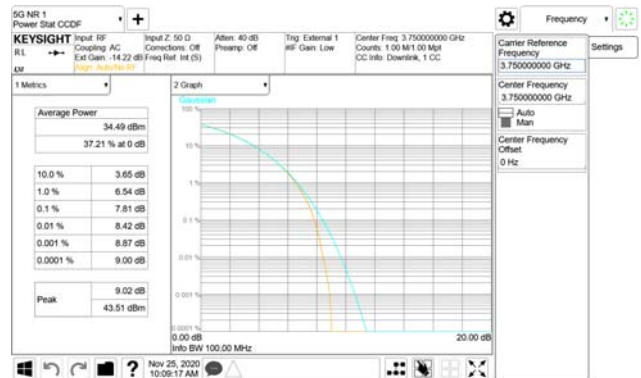 5G NR 1
Power Stat CCDF
Frequency
KEYSIGHT
RL
Input: RF
Coupling: AC
Ext Gain: -14.22 dB
Align: Auto/No RF
Input Z: 50 Ω
Corrections: Off
Freq Ref: Int (S)
Atten: 40 dB
Preamp: Off
Trig: External 1
#IF Gain: Low
Center Freq: 3.750000000 GHz
Counts: 1.00 M/1.00 Mpt
CC Info: Downlink, 1 CC
Carrier Reference
Frequency
3.750000000 GHz
Settings
Center Frequency
3.750000000 GHz
Auto
Man
Center Frequency
Offset
0 Hz
1 Metrics
Average Power
34.49 dBm
37.21 % at 0 dB
10.0 % 3.65 dB
1.0 % 6.54 dB
0.1 % 7.81 dB
0.01 % 8.42 dB
0.001 % 8.87 dB
0.0001 % 9.00 dB
Peak 9.02 dB
43.51 dBm
2 Graph
Gaussian
100 %
10 %
1 %
0.1 %
0.01 %
0.001 %
0.0001 %
0.00 dB 20.00 dB
Info BW 100.00 MHz
Nov 25, 2020
10:09:17 AM